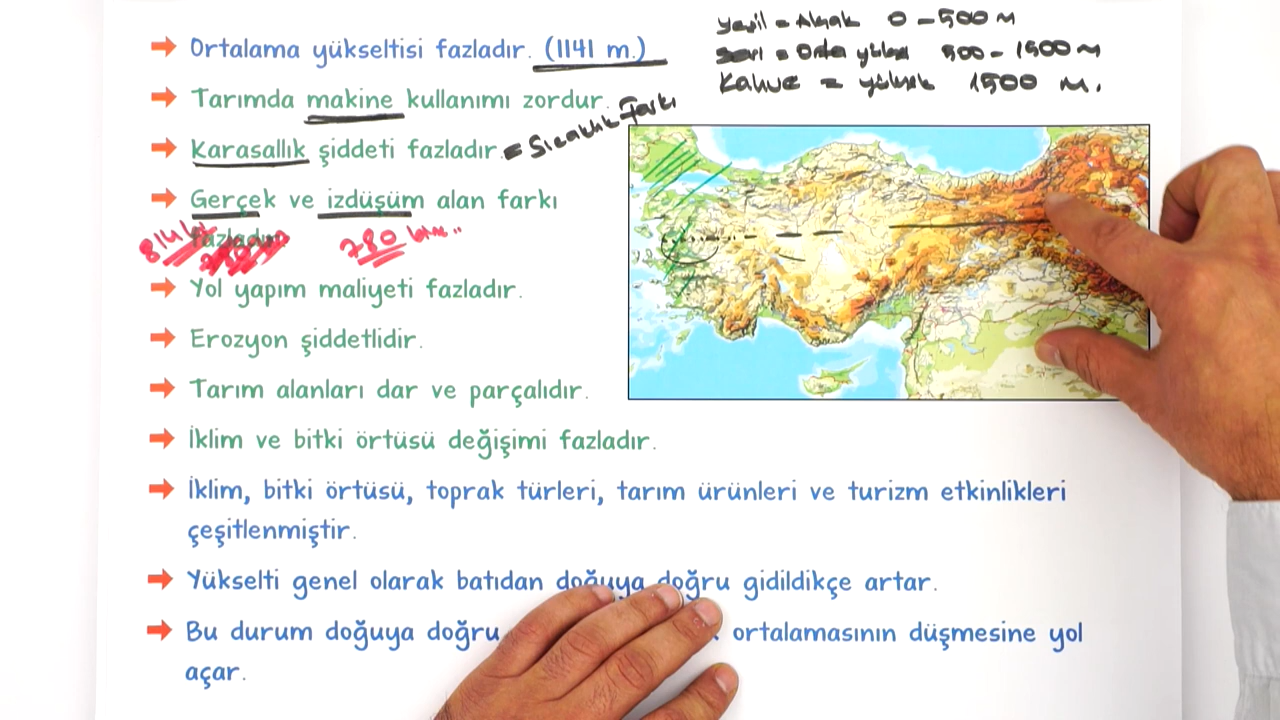 Yeşil = Alçak 0 - 500 m
Sarı = Orta yüksek 500 - 1500 m
Kahve = yüksek 1500 m.
→ Ortalama yükseltisi fazladır. (1141 m.)
→ Tarımda makine kullanımı zordur.
→ Karasallık şiddeti fazladır. = Sıcaklık Farkı
→ Gerçek ve izdüşüm alan farkı
fazladır.
814 780
→ Yol yapım maliyeti fazladır.
→ Erozyon şiddetlidir.
→ Tarım alanları dar ve parçalıdır.
→ İklim ve bitki örtüsü değişimi fazladır.
→ İklim, bitki örtüsü, toprak türleri, tarım ürünleri ve turizm etkinlikleri
çeşitlenmiştir.
→ Yükselti genel olarak batıdan doğuya doğru gidildikçe artar.
→ Bu durum doğuya doğru ortalamasının düşmesine yol
açar.